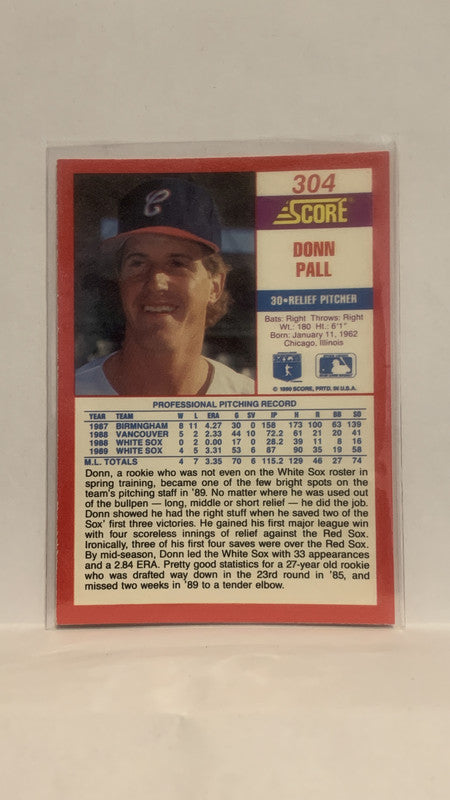 C
304
SCORE
DONN
PALL
30•RELIEF PITCHER
Bats: Right Throws: Right
Wt.: 180 Ht.: 6'1"
Born: January 11, 1962
Chicago, Illinois
© 1990 SCORE, PRTD. IN U.S.A.
PROFESSIONAL PITCHING RECORD
YEAR TEAM W L ERA G SV IP H R BB SO
1987 BIRMNGHAM 8 11 4.27 30 0 158 173 100 63 139
1988 VANCOUVER 5 2 2.33 44 10 72.2 61 21 20 41
1988 WHITE SOX 0 2 0.00 17 0 28.2 39 11 8 16
1989 WHITE SOX 4 5 3.31 53 6 87 90 35 19 58
M.L. TOTALS 4 7 3.35 70 6 115.2 129 46 27 74
Donn, a rookie who was not even on the White Sox roster in
spring training, became one of the few bright spots on the
team's pitching staff in '89. No matter where he was used out
of the bullpen — long, middle or short relief — he did the job.
Donn showed he had the right stuff when he saved two of the
Sox' first three victories. He gained his first major league win
with four scoreless innings of relief against the Red Sox.
Ironically, three of his first four saves were over the Red Sox.
By mid-season, Donn led the White Sox with 33 appearances
and a 2.84 ERA. Pretty good statistics for a 27-year old rookie
who was drafted way down in the 23rd round in '85, and
missed two weeks in '89 to a tender elbow.